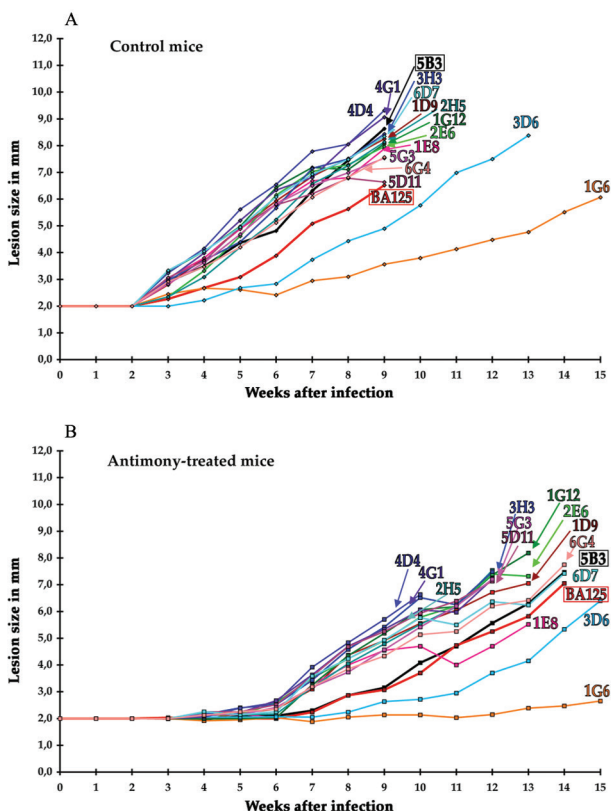 A
Control mice
Lesion size in mm
12,0
11,0
10,0
9,0
8,0
7,0
6,0
5,0
4,0
3,0
2,0
1,0
0,0
5B3
4G1
3H3
6D7
4D4
1D9
2H5
1G12
2E6
1E8
5G3
6G4
5D11
BA125
3D6
1G6
0 1 2 3 4 5 6 7 8 9 10 11 12 13 14 15
Weeks after infection
B
Antimony-treated mice
Lesion size in mm
12,0
11,0
10,0
9,0
8,0
7,0
6,0
5,0
4,0
3,0
2,0
1,0
0,0
3H3
1G12
5G3
2E6
5D11
1D9
6G4
4D4
4G1
5B3
2H5
6D7
BA125
1E8
3D6
1G6
0 1 2 3 4 5 6 7 8 9 10 11 12 13 14 15
Weeks after infection